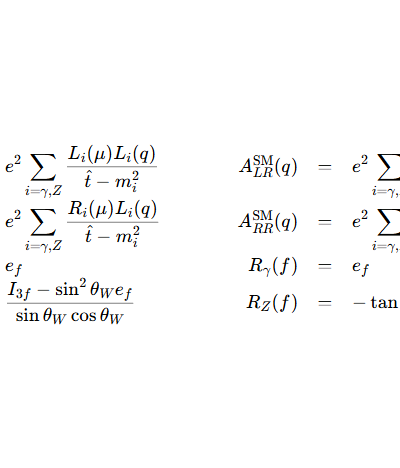 e^2 \sum_{i=\gamma,Z} \frac{L_i(\mu)L_i(q)}{\hat{t} - m_i^2} A_{LR}^{\rm SM}(q) = e^2 \sum_{i=\gamma,
e^2 \sum_{i=\gamma,Z} \frac{R_i(\mu)L_i(q)}{\hat{t} - m_i^2} A_{RR}^{\rm SM}(q) = e^2 \sum_{i=\gamma,
e_f R_\gamma(f) = e_f
\frac{I_{3f} - \sin^2\theta_W e_f}{\sin\theta_W \cos\theta_W} R_Z(f) = - \tan